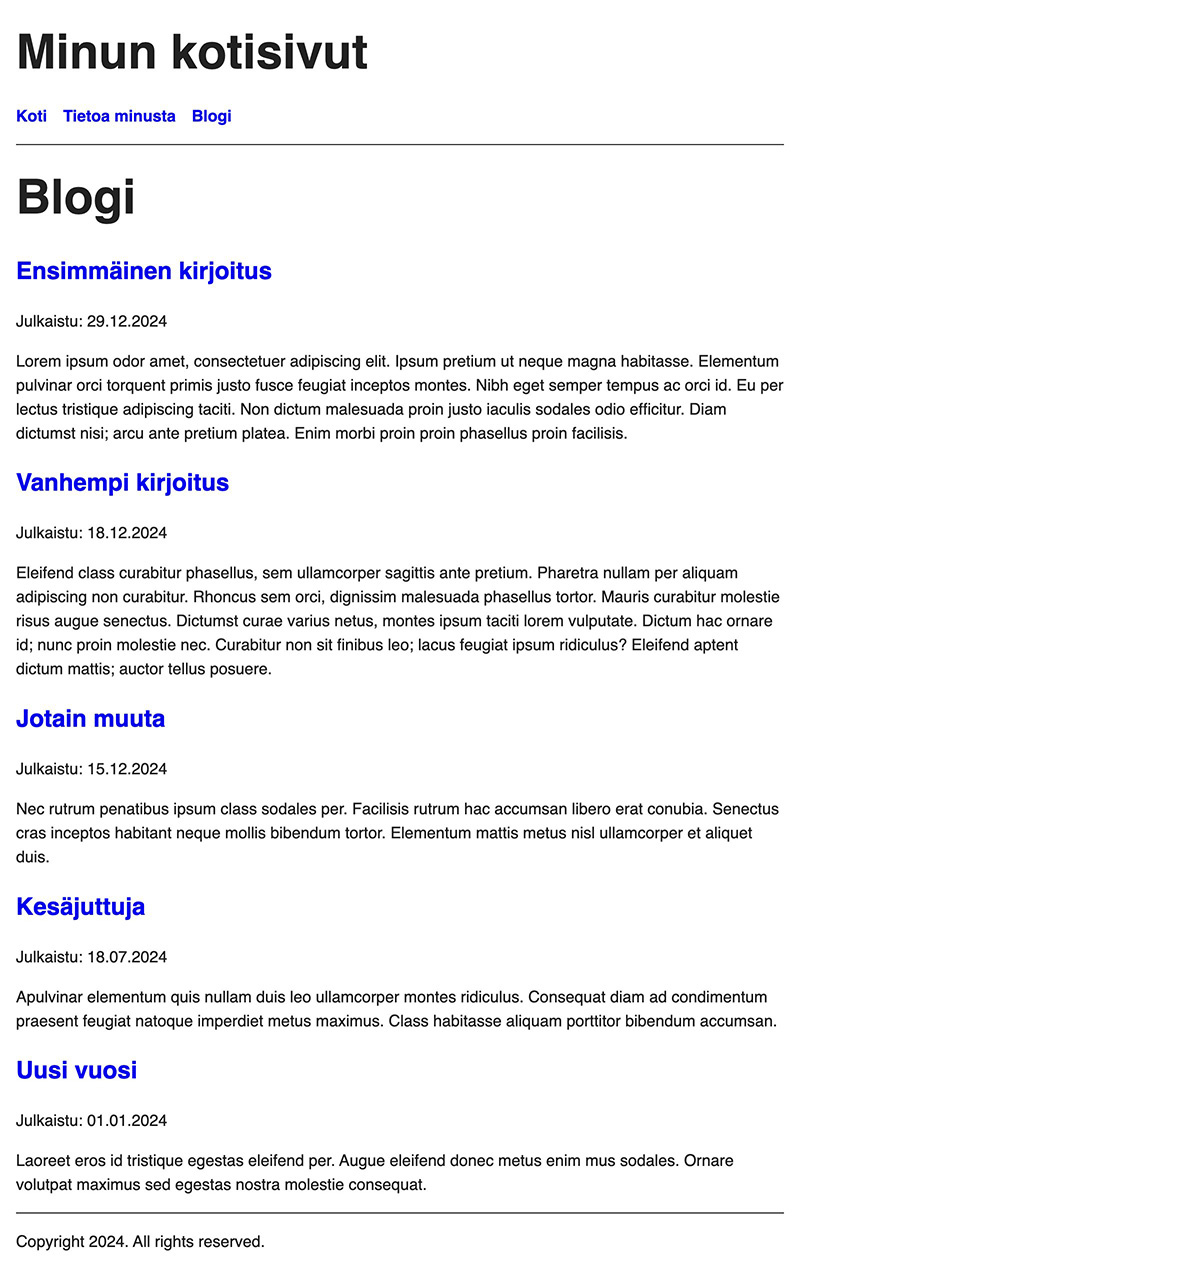 Minun kotisivut
Koti Tietoa minusta Blogi
Blogi
Ensimmäinen kirjoitus
Julkaistu: 29.12.2024
Lorem ipsum odor amet, consectetuer adipiscing elit. Ipsum pretium ut neque magna habitasse. Elementum
pulvinar orci torquent primis justo fusce feugiat inceptos montes. Nibh eget semper tempus ac orci id. Eu per
lectus tristique adipiscing taciti. Non dictum malesuada proin justo iaculis sodales odio efficitur. Diam
dictumst nisi; arcu ante pretium platea. Enim morbi proin proin phasellus proin facilisis.
Vanhempi kirjoitus
Julkaistu: 18.12.2024
Eleifend class curabitur phasellus, sem ullamcorper sagittis ante pretium. Pharetra nullam per aliquam
adipiscing non curabitur. Rhoncus sem orci, dignissim malesuada phasellus tortor. Mauris curabitur molestie
risus augue senectus. Dictumst curae varius netus, montes ipsum taciti lorem vulputate. Dictum hac ornare
id; nunc proin molestie nec. Curabitur non sit finibus leo; lacus feugiat ipsum ridiculus? Eleifend aptent
dictum mattis; auctor tellus posuere.
Jotain muuta
Julkaistu: 15.12.2024
Nec rutrum penatibus ipsum class sodales per. Facilisis rutrum hac accumsan libero erat conubia. Senectus
cras inceptos habitant neque mollis bibendum tortor. Elementum mattis metus nisl ullamcorper et aliquet
duis.
Kesäjuttuja
Julkaistu: 18.07.2024
Apulvinar elementum quis nullam duis leo ullamcorper montes ridiculus. Consequat diam ad condimentum
praesent feugiat natoque imperdiet metus maximus. Class habitasse aliquam porttitor bibendum accumsan.
Uusi vuosi
Julkaistu: 01.01.2024
Laoreet eros id tristique egestas eleifend per. Augue eleifend donec metus enim mus sodales. Ornare
volutpat maximus sed egestas nostra molestie consequat.
Copyright 2024. All rights reserved.